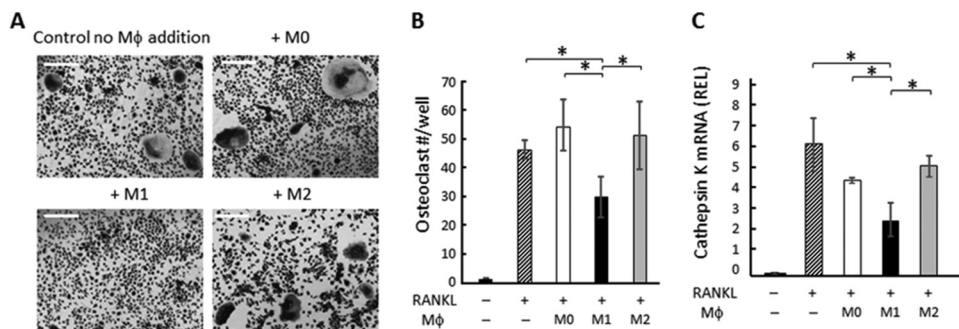 A
Control no Mϕ addition
+ M0
+ M1
+ M2
B
Osteoclast #/well
70
60
50
40
30
20
10
0
*
*
*
RANKL − + + + +
Mϕ M0 M1 M2
C
Cathepsin K mRNA (REL)
9
8
7
6
5
4
3
2
1
0
*
*
*
RANKL − + + + +
Mϕ M0 M1 M2